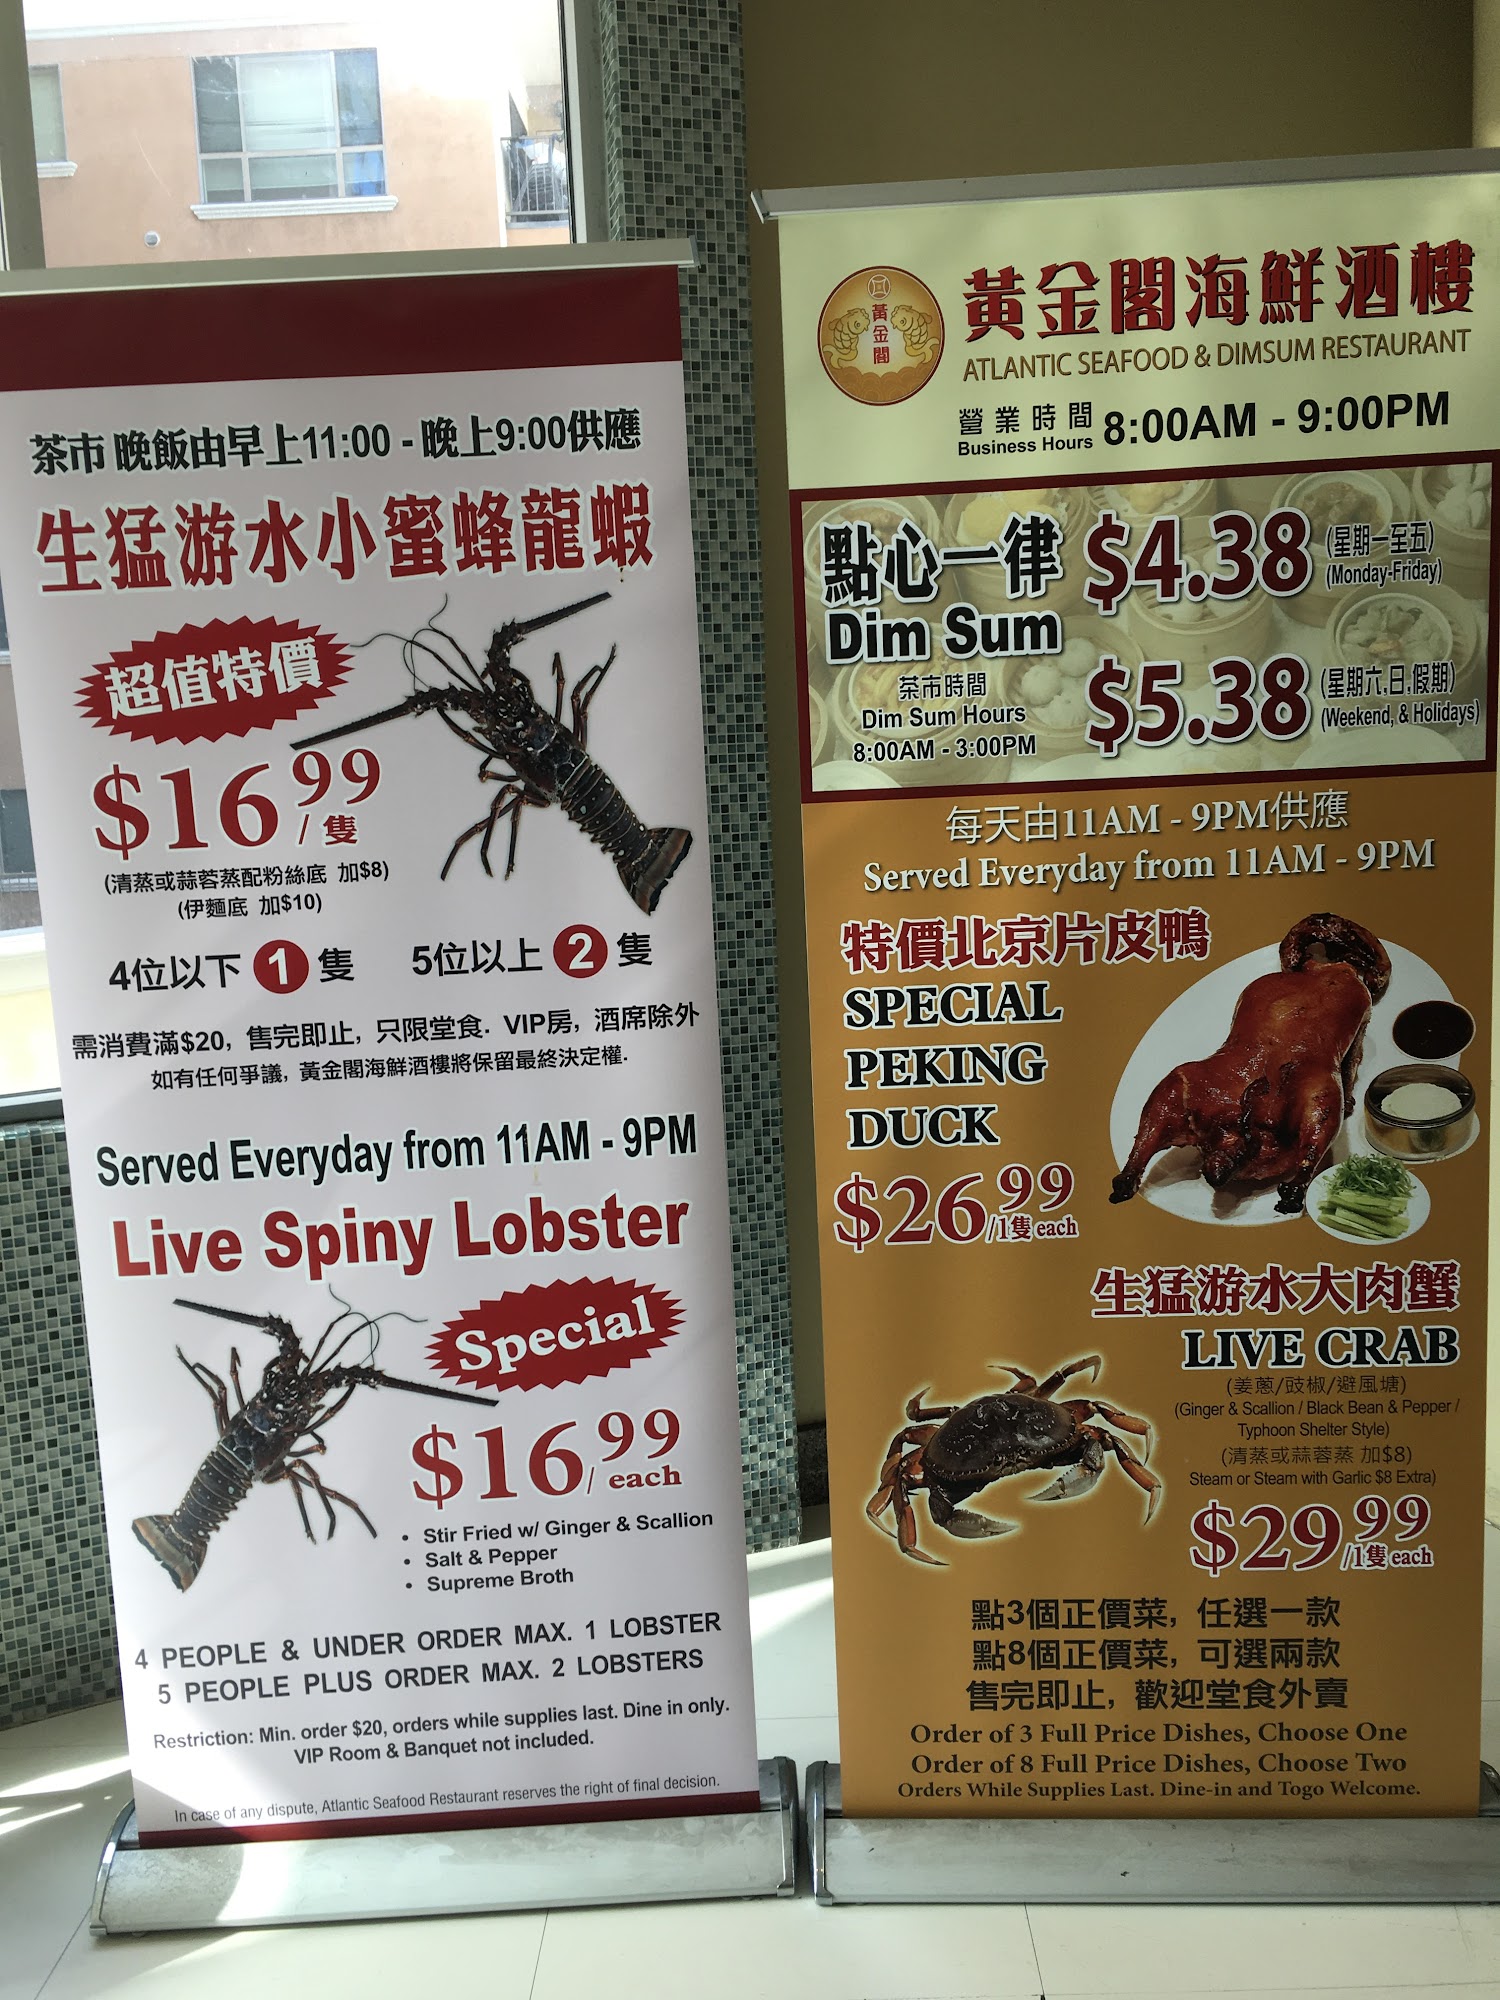 茶市 晚飯由早上11:00 - 晚上9:00供應
生猛游水小蜜蜂龍蝦
超值特價
$16.99/隻
(清蒸或蒜蓉蒸配粉絲底 加$8)
(伊麵底 加$10)
4位以下 1 隻 5位以上 2 隻
需消費滿$20, 售完即止, 只限堂食. VIP房, 酒席除外
如有任何爭議, 黃金閣海鮮酒樓將保留最終決定權.
Served Everyday from 11AM - 9PM
Live Spiny Lobster
Special
$16.99/ each
• Stir Fried w/ Ginger & Scallion
• Salt & Pepper
• Supreme Broth
4 PEOPLE & UNDER ORDER MAX. 1 LOBSTER
5 PEOPLE PLUS ORDER MAX. 2 LOBSTERS
Restriction: Min. order $20, orders while supplies last. Dine in only.
VIP Room & Banquet not included.
In case of any dispute, Atlantic Seafood Restaurant reserves the right of final decision.
黃金閣
黃金閣海鮮酒樓
ATLANTIC SEAFOOD & DIMSUM RESTAURANT
營業時間
Business Hours
8:00AM - 9:00PM
點心一律
Dim Sum
茶市時間
Dim Sum Hours
8:00AM - 3:00PM
$4.38 (星期一至五)
(Monday-Friday)
$5.38 (星期六,日,假期)
(Weekend, & Holidays)
每天由11AM - 9PM供應
Served Everyday from 11AM - 9PM
特價北京片皮鴨
SPECIAL
PEKING
DUCK
$26.99/1隻 each
生猛游水大肉蟹
LIVE CRAB
(姜蔥/豉椒/避風塘)
(Ginger & Scallion / Black Bean & Pepper /
Typhoon Shelter Style)
(清蒸或蒜蓉蒸 加$8)
Steam or Steam with Garlic $8 Extra)
$29.99/1隻 each
點3個正價菜, 任選一款
點8個正價菜, 可選兩款
售完即止, 歡迎堂食外賣
Order of 3 Full Price Dishes, Choose One
Order of 8 Full Price Dishes, Choose Two
Orders While Supplies Last. Dine-in and Togo Welcome.